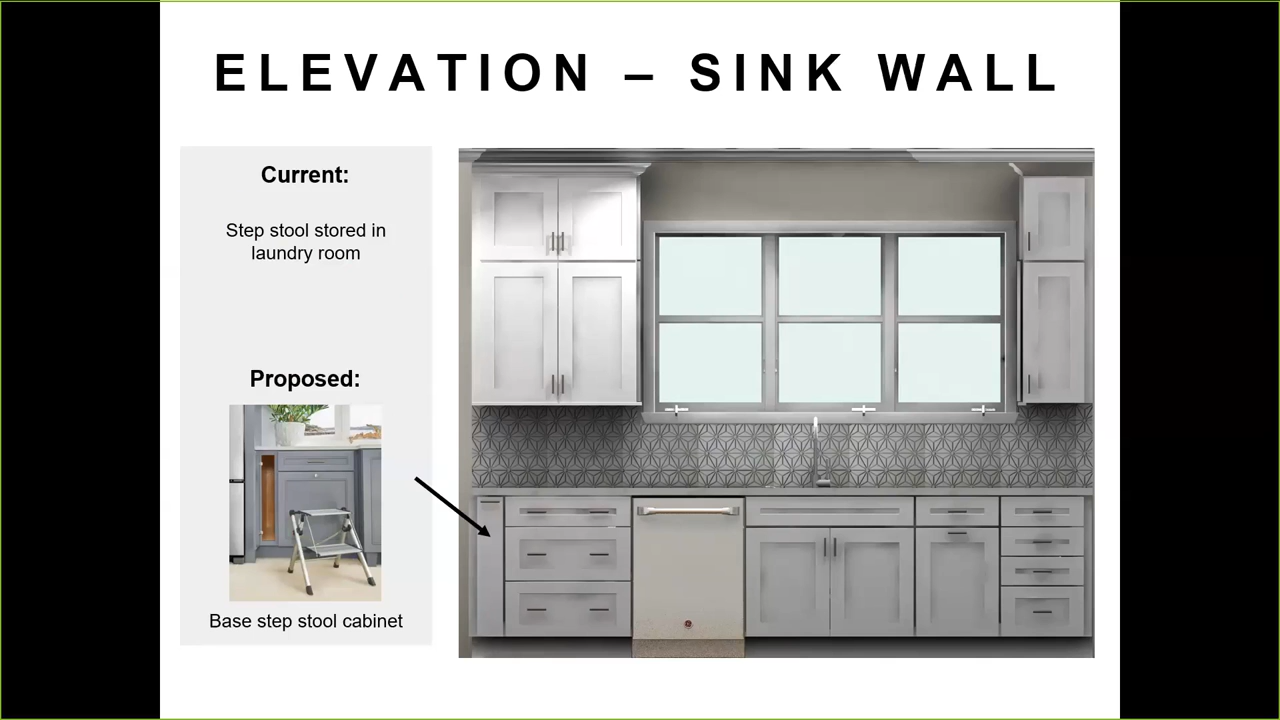 ELEVATION – SINK WALL
Current:
Step stool stored in
laundry room
Proposed:
Base step stool cabinet